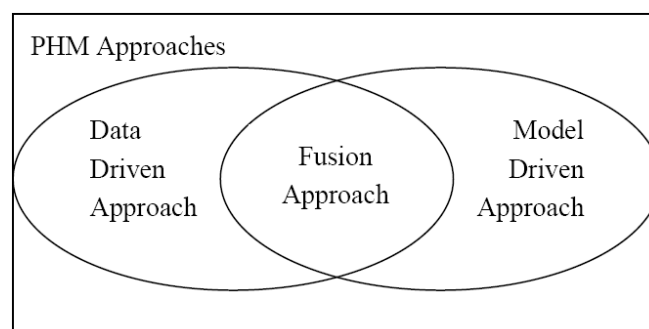 PHM Approaches
Data
Driven
Approach
Fusion
Approach
Model
Driven
Approach